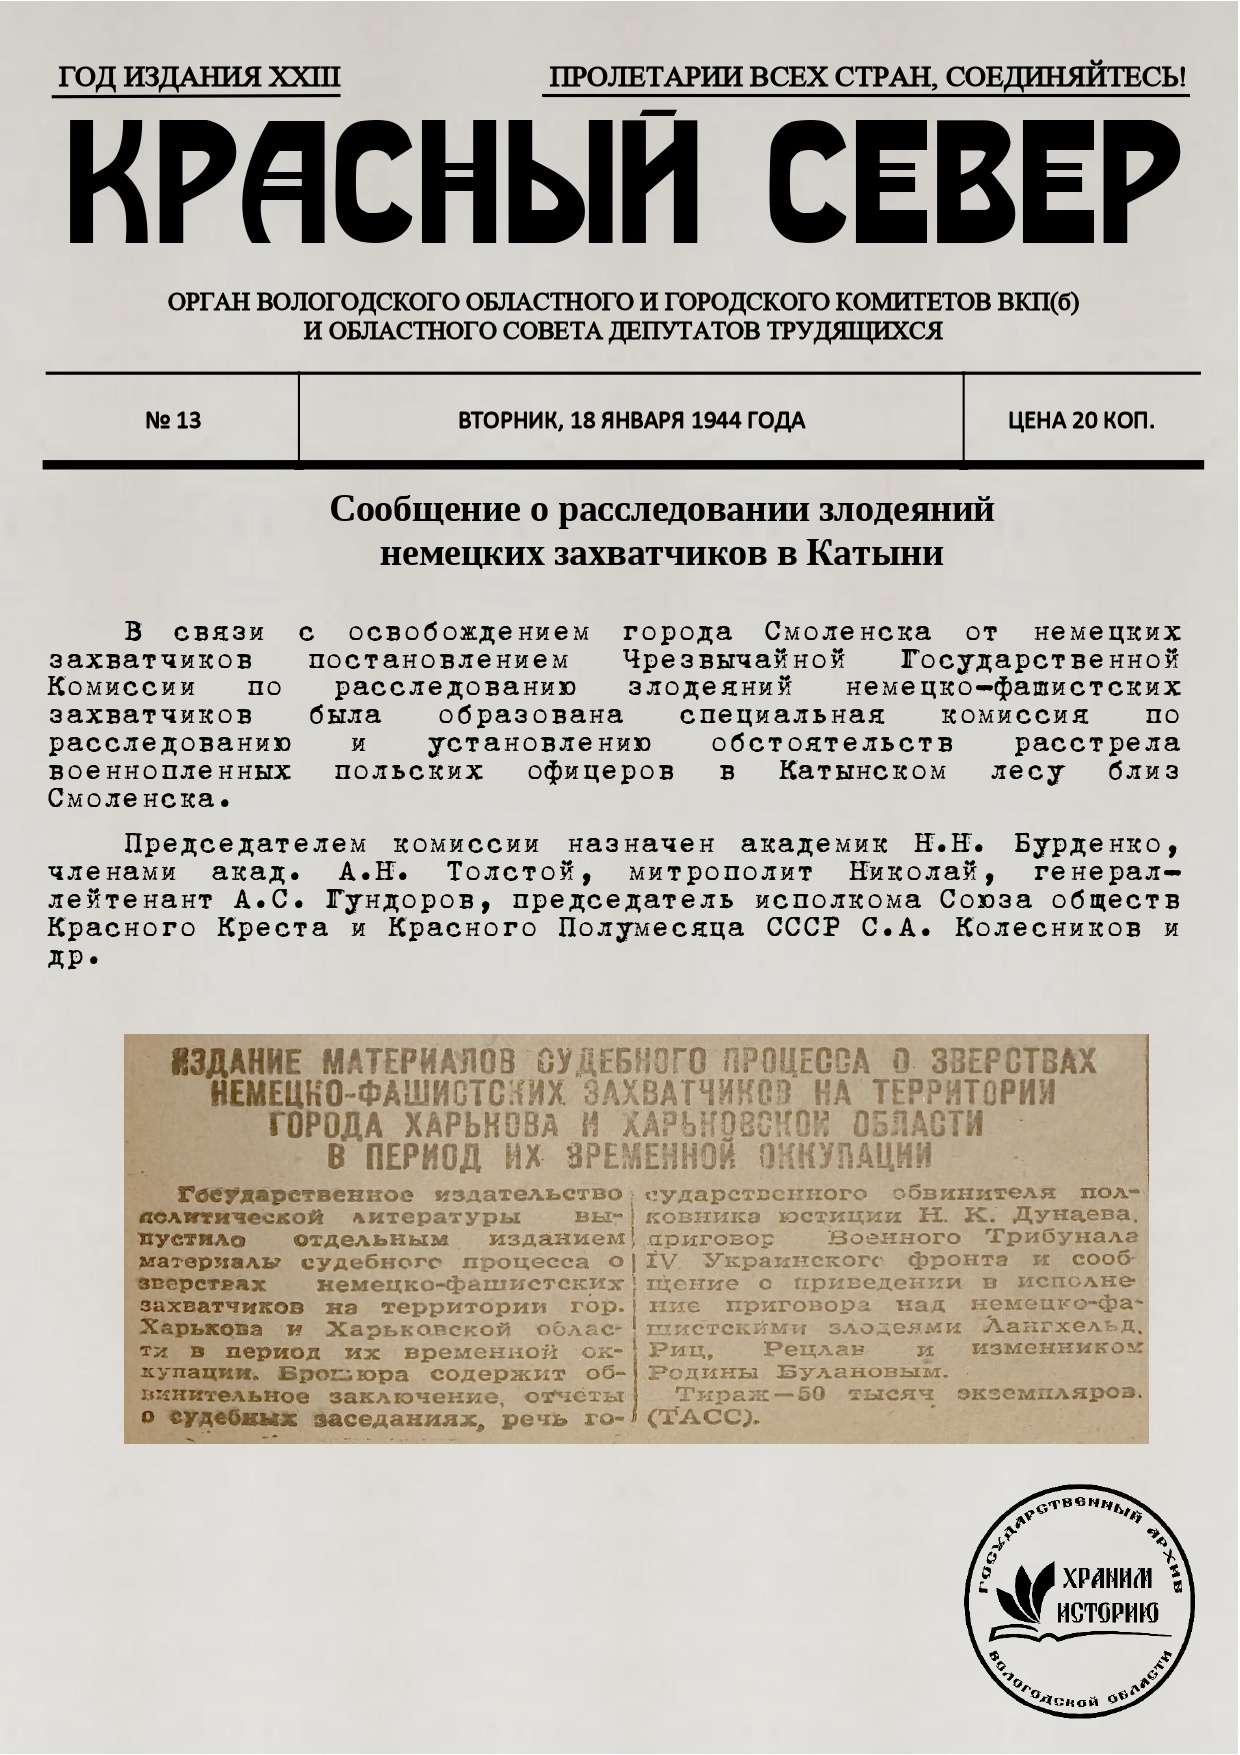 ГОД ИЗДАНИЯ XXIII
ПРОЛЕТАРИИ ВСЕХ СТРАН, СОЕДИНЯЙТЕСЬ!
КРАСНЫЙ СЕВЕР
ОРГАН ВОЛОГОДСКОГО ОБЛАСТНОГО И ГОРОДСКОГО КОМИТЕТОВ ВКП(б)
И ОБЛАСТНОГО СОВЕТА ДЕПУТАТОВ ТРУДЯЩИХСЯ
№ 13
ВТОРНИК, 18 ЯНВАРЯ 1944 ГОДА
ЦЕНА 20 КОП.
Сообщение о расследовании злодеяний
немецких захватчиков в Катыни
В связи с освобождением города Смоленска от немецких
захватчиков постановлением Чрезвычайной Государственной
Комиссии по расследованию злодеяний немецко-фашистских
захватчиков была образована специальная комиссия по
расследованию и установлению обстоятельств расстрела
военнопленных польских офицеров в Катынском лесу близ
Смоленска.
Председателем комиссии назначен академик Н.Н. Бурденко,
членами акад. А.Н. Толстой, митрополит Николай, генерал-
лейтенант А.С. Гундоров, председатель исполкома Союза обществ
Красного Креста и Красного Полумесяца СССР С.А. Колесников и
др.
ИЗДАНИЕ МАТЕРИАЛОВ СУДЕБНОГО ПРОЦЕССА О ЗВЕРСТВАХ
НЕМЕЦКО-ФАШИСТСКИХ ЗАХВАТЧИКОВ НА ТЕРРИТОРИИ
ГОРОДА ХАРЬКОВА И ХАРЬКОВСКОЙ ОБЛАСТИ
В ПЕРИОД ИХ ВРЕМЕННОЙ ОККУПАЦИИ
Государственное издательство
политической литературы вы-
пустило отдельным изданием
материалы судебного процесса о
зверствах немецко-фашистских
захватчиков на территории гор.
Харькова и Харьковской облас-
ти в период их временной ок-
купации. Брошюра содержит об-
винительное заключение, отчеты
о судебных заседаниях, речь го-
сударственного обвинителя пол-
ковника юстиции Н. К. Дунаева,
приговор Военного Трибунала
IV Украинского фронта и сооб-
щение о приведении в исполне-
ние приговора над немецко-фа-
шистскими злодеями Лангхельд,
Риц, Рецлав и изменником
Родины Булановым.
Тираж — 50 тысяч экземпляров.
(ТАСС).
ГОСУДАРСТВЕННЫЙ АРХИВ
ХРАНИМ
ИСТОРИЮ
ВОЛОГОДСКОЙ ОБЛАСТИ